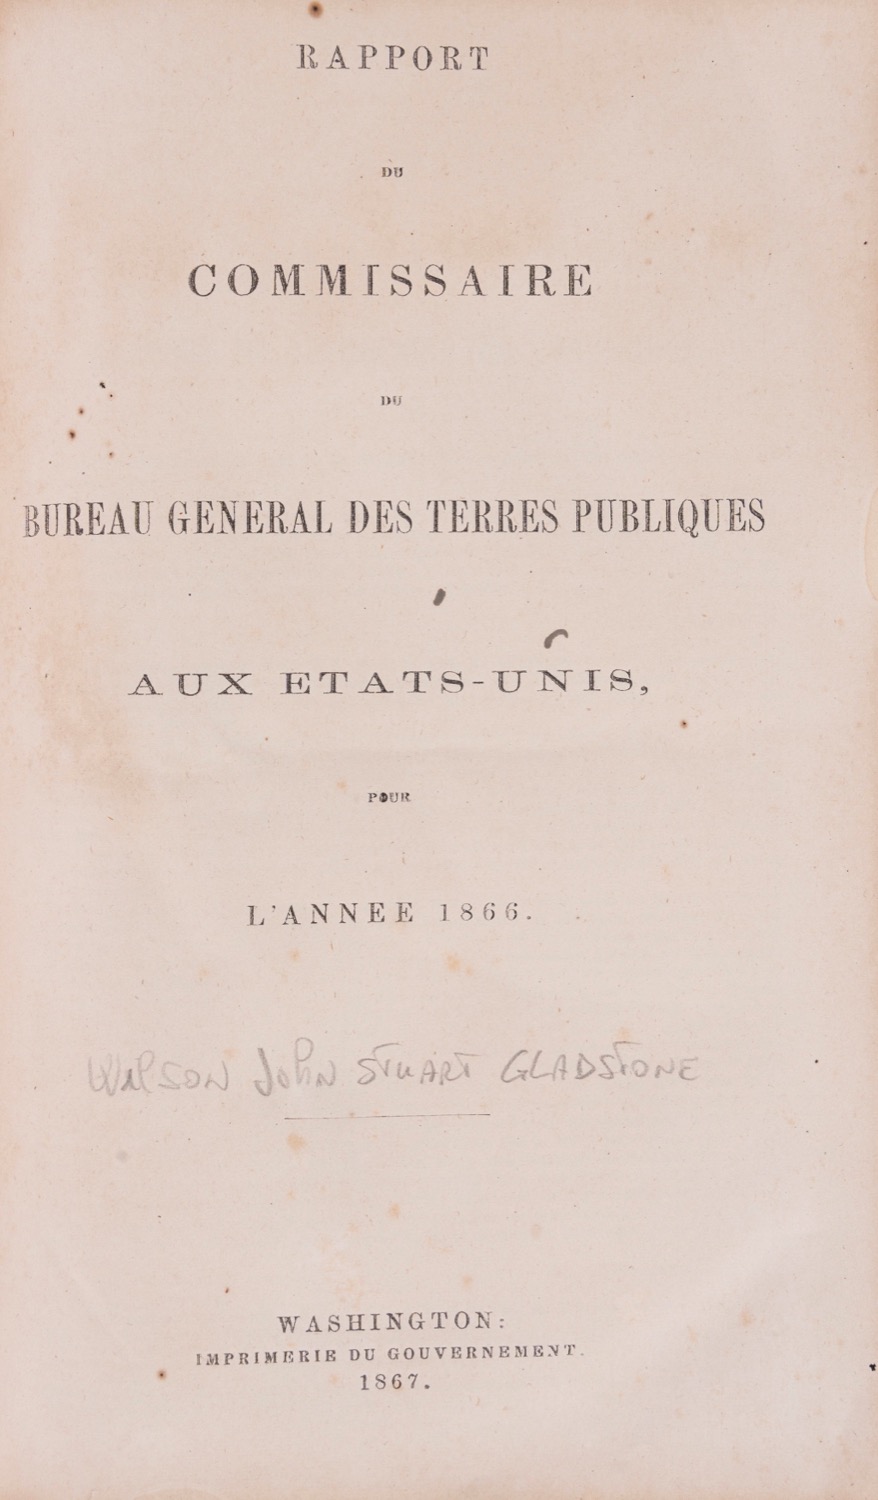 RAPPORT
DU
COMMISSAIRE
DU
BUREAU GENERAL DES TERRES PUBLIQUES
AUX ETATS-UNIS,
POUR
L'ANNEE 1866.
John STUART GLADSTONE
WASHINGTON:
IMPRIMERIE DU GOUVERNEMENT.
1867.